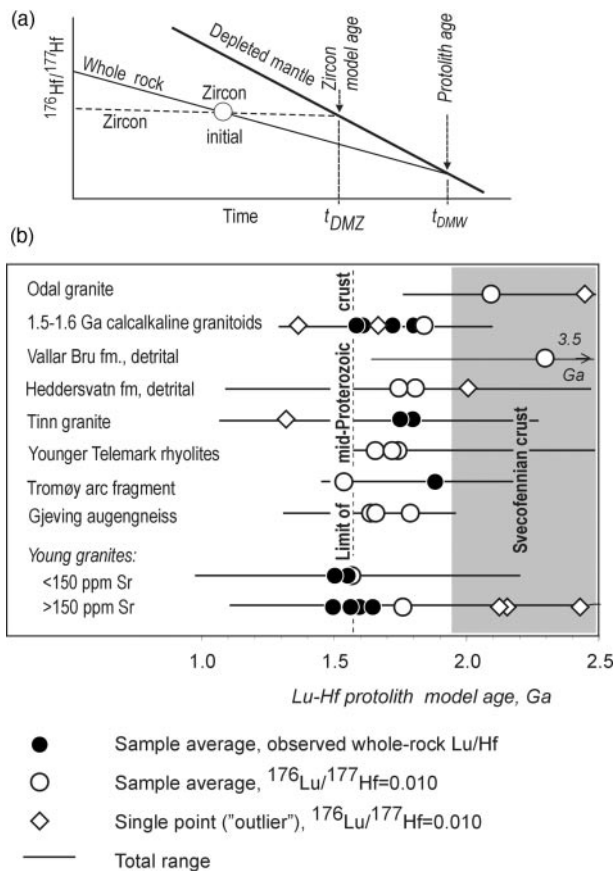 (a)
176Hf/177Hf
Whole rock
Zircon
Zircon
initial
Depleted mantle
Zircon
model age
Protolith age
Time
tDMZ
tDMW
(b)
Odal granite
1.5-1.6 Ga calcalkaline granitoids
Vallar Bru fm., detrital
Heddersvatn fm, detrital
Tinn granite
Younger Telemark rhyolites
Tromøy arc fragment
Gjeving augengneiss
Young granites:
<150 ppm Sr
>150 ppm Sr
Limit of mid-Proterozoic crust
3.5
Ga
Svecofennian crust
1.0 1.5 2.0 2.5
Lu-Hf protolith model age, Ga
Sample average, observed whole-rock Lu/Hf
Sample average, 176Lu/177Hf=0.010
Single point ("outlier"), 176Lu/177Hf=0.010
Total range